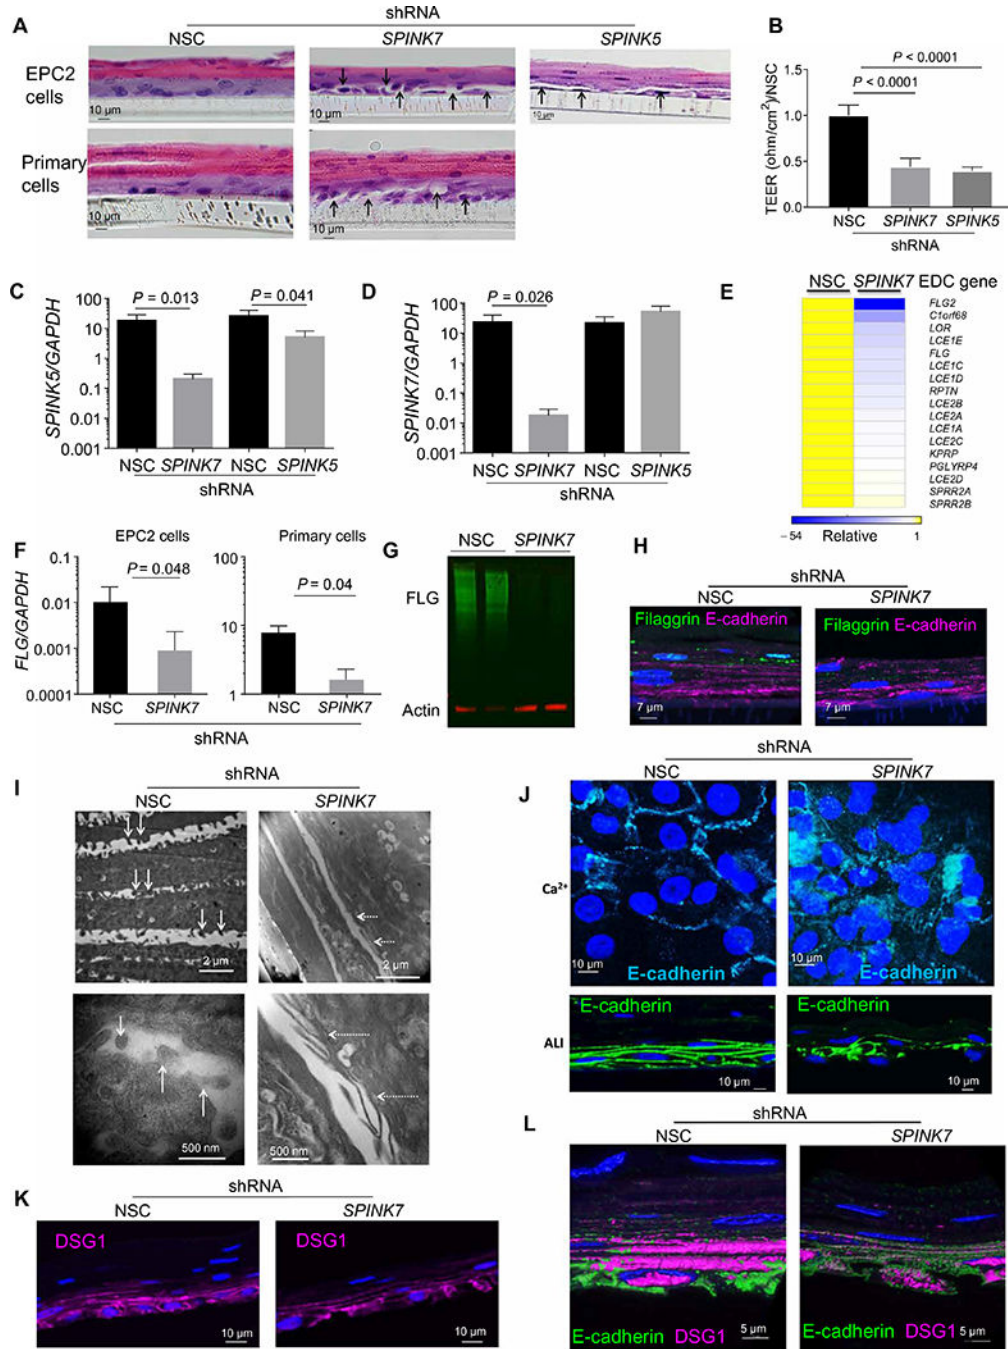 shRNA
A
NSC
SPINK7
SPINK5
EPC2
cells
10 µm
10 µm
10 µm
Primary
cells
10 µm
10 µm
B
P < 0.0001
P < 0.0001
TEER (ohm/cm²)/NSC
1.5
1.0
0.5
0.0
NSC
SPINK7
SPINK5
shRNA
C
SPINK5/GAPDH
P = 0.013
P = 0.041
100
10
1
0.1
0.01
0.001
NSC
SPINK7
NSC
SPINK5
shRNA
D
SPINK7/GAPDH
P = 0.026
100
10
1
0.1
0.01
0.001
NSC
SPINK7
NSC
SPINK5
shRNA
E
NSC SPINK7 EDC gene
FLG2
C1orf68
LOR
LCE1E
FLG
LCE1C
LCE1D
RPTN
LCE2B
LCE2A
LCE1A
LCE2C
KPRP
PGLYRP4
LCE2D
SPRR2A
SPRR2B
– 54 Relative 1
F
EPC2 cells
Primary cells
FLG/GAPDH
P = 0.048
0.1
0.01
0.001
0.0001
P = 0.04
100
10
1
NSC
SPINK7
NSC
SPINK7
shRNA
G
NSC SPINK7
FLG
Actin
H
shRNA
NSC
SPINK7
Filaggrin E-cadherin
Filaggrin E-cadherin
7 µm
7 µm
I
shRNA
NSC
SPINK7
2 µm
2 µm
500 nm
500 nm
J
shRNA
NSC
SPINK7
Ca²⁺
10 µm
E-cadherin
10 µm
E-cadherin
ALI
E-cadherin
10 µm
E-cadherin
10 µm
K
shRNA
NSC
SPINK7
DSG1
10 µm
DSG1
10 µm
L
shRNA
NSC
SPINK7
E-cadherin DSG1 5 µm
E-cadherin DSG1 5 µm